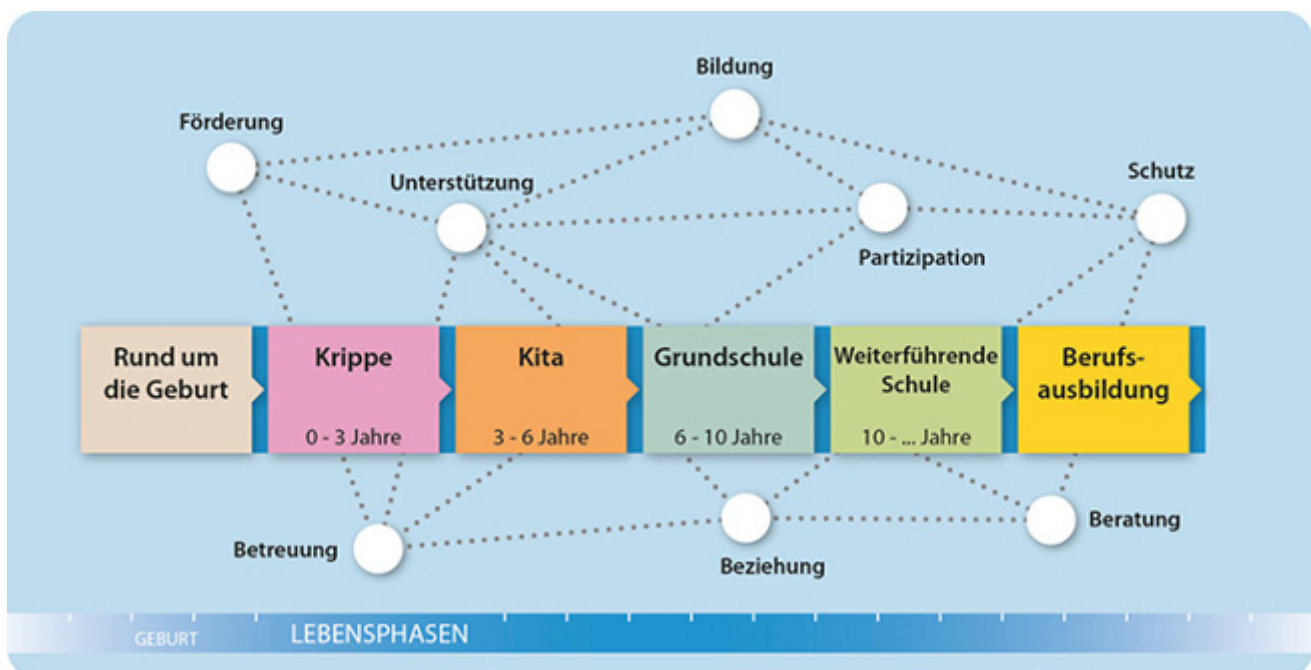 Bildung
Förderung
Unterstützung
Schutz
Partizipation
Rund um
die Geburt
Krippe
0 - 3 Jahre
Kita
3 - 6 Jahre
Grundschule
6 - 10 Jahre
Weiterführende
Schule
10 - ... Jahre
Berufs-
ausbildung
Betreuung
Beziehung
Beratung
GEBURT
LEBENSPHASEN